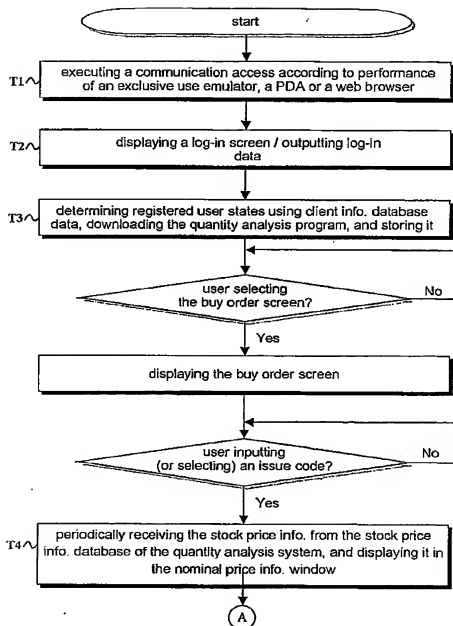 start
T1
executing a communication access according to performance
of an exclusive use emulator, a PDA or a web browser
T2
displaying a log-in screen / outputting log-in
data
T3
determining registered user states using client info. database
data, downloading the quantity analysis program, and storing it
user selecting
the buy order screen?
No
Yes
displaying the buy order screen
user inputting
(or selecting) an issue code?
No
Yes
T4
periodically receiving the stock price info. from the stock price
info. database of the quantity analysis system, and displaying it in
the nominal price info. window
A